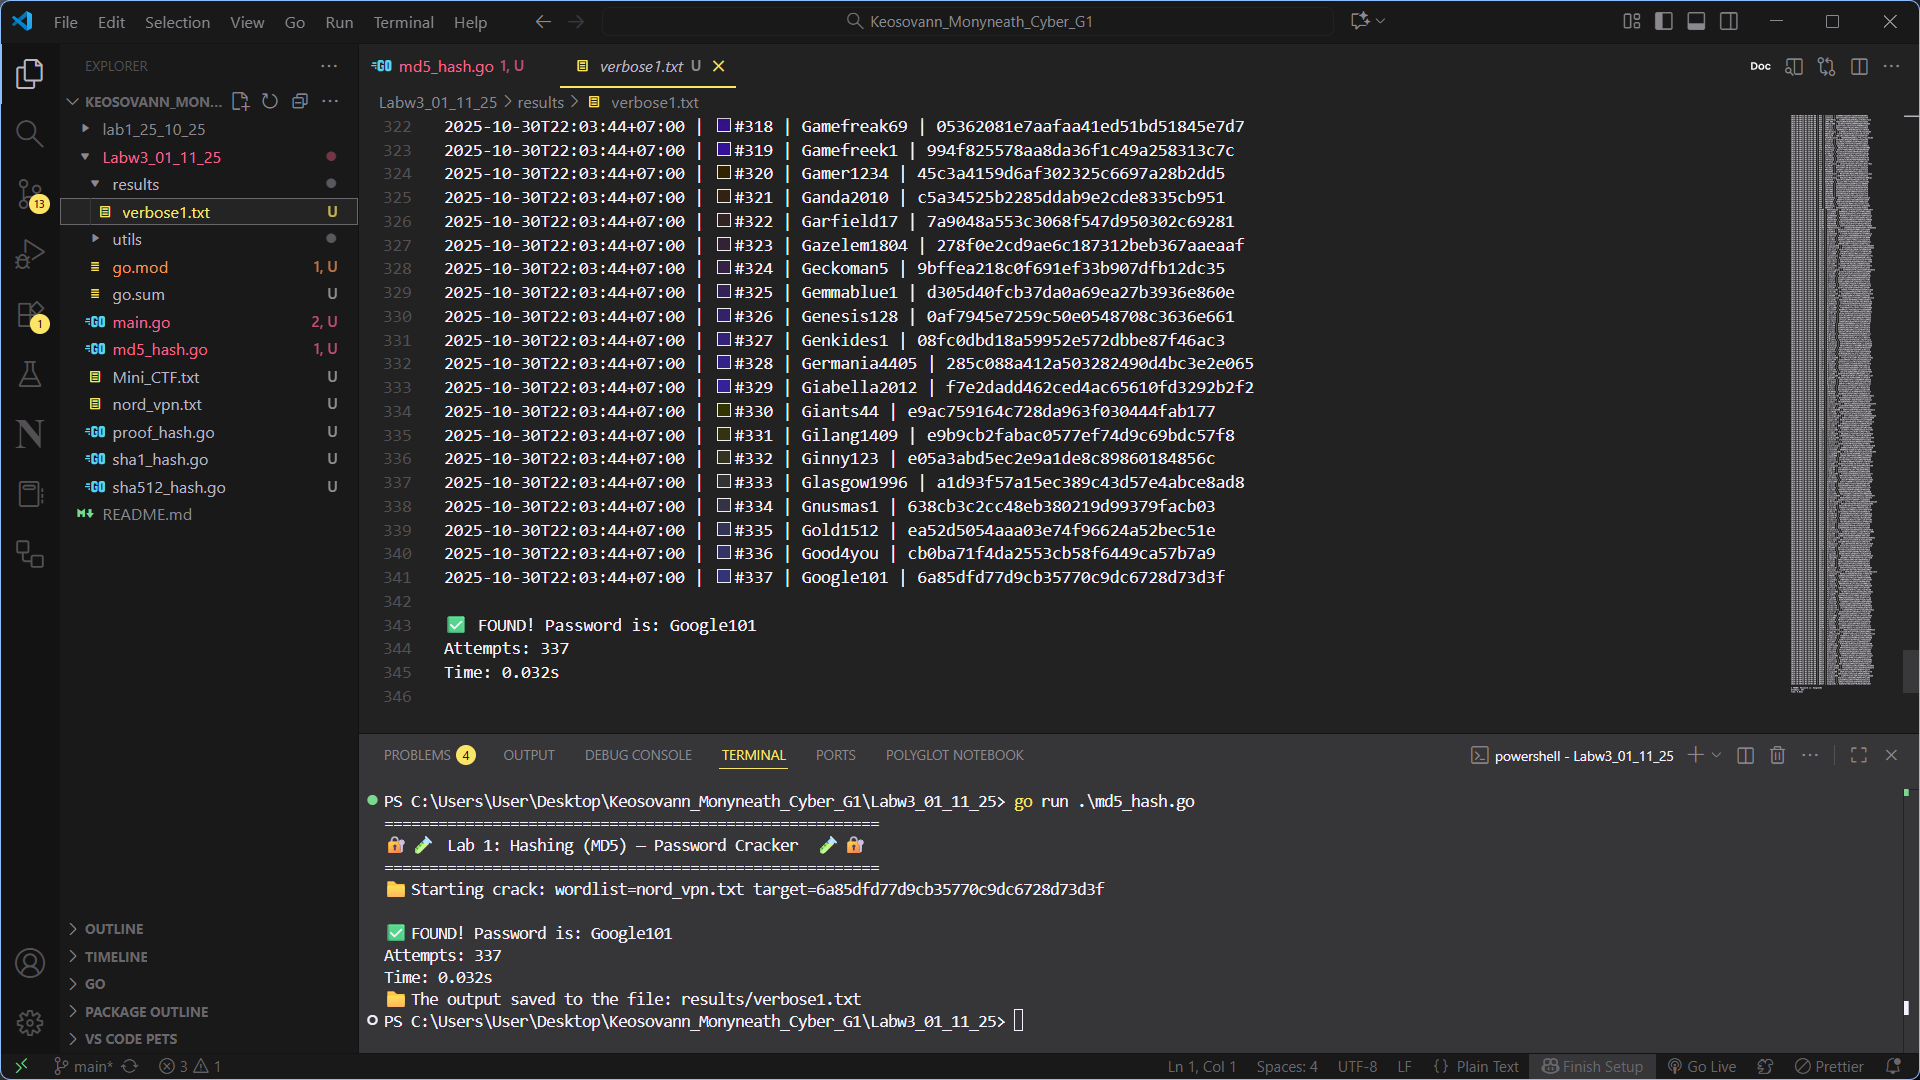 File Edit Selection View Go Run Terminal Help
Keosovann_Monyneath_Cyber_G1
EXPLORER
KEOSOVANN_MON...
lab1_25_10_25
Labw3_01_11_25
results
verbose1.txt U
utils
go.mod 1, U
go.sum U
main.go 2, U
md5_hash.go 1, U
Mini_CTF.txt U
nord_vpn.txt U
proof_hash.go U
sha1_hash.go U
sha512_hash.go U
README.md
13
1
OUTLINE
TIMELINE
GO
PACKAGE OUTLINE
VS CODE PETS
md5_hash.go 1, U verbose1.txt U
Doc
Labw3_01_11_25 > results > verbose1.txt
322 2025-10-30T22:03:44+07:00 | #318 | Gamefreak69 | 05362081e7aafaa41ed51bd51845e7d7
323 2025-10-30T22:03:44+07:00 | #319 | Gamefreek1 | 994f825578aa8da36f1c49a258313c7c
324 2025-10-30T22:03:44+07:00 | #320 | Gamer1234 | 45c3a4159d6af302325c6697a28b2dd5
325 2025-10-30T22:03:44+07:00 | #321 | Ganda2010 | c5a34525b2285ddab9e2cde8335cb951
326 2025-10-30T22:03:44+07:00 | #322 | Garfield17 | 7a9048a553c3068f547d950302c69281
327 2025-10-30T22:03:44+07:00 | #323 | Gazelem1804 | 278f0e2cd9ae6c187312beb367aaeaaf
328 2025-10-30T22:03:44+07:00 | #324 | Geckoman5 | 9bffea218c0f691ef33b907dfb12dc35
329 2025-10-30T22:03:44+07:00 | #325 | Gemmablue1 | d305d40fcb37da0a69ea27b3936e860e
330 2025-10-30T22:03:44+07:00 | #326 | Genesis128 | 0af7945e7259c50e0548708c3636e661
331 2025-10-30T22:03:44+07:00 | #327 | Genkides1 | 08fc0dbd18a59952e572dbbe87f46ac3
332 2025-10-30T22:03:44+07:00 | #328 | Germania4405 | 285c088a412a503282490d4bc3e2e065
333 2025-10-30T22:03:44+07:00 | #329 | Giabella2012 | f7e2dadd462ced4ac65610fd3292b2f2
334 2025-10-30T22:03:44+07:00 | #330 | Giants44 | e9ac759164c728da963f030444fab177
335 2025-10-30T22:03:44+07:00 | #331 | Gilang1409 | e9b9cb2fabac0577ef74d9c69bdc57f8
336 2025-10-30T22:03:44+07:00 | #332 | Ginny123 | e05a3abd5ec2e9a1de8c89860184856c
337 2025-10-30T22:03:44+07:00 | #333 | Glasgow1996 | a1d93f57a15ec389c43d57e4abce8ad8
338 2025-10-30T22:03:44+07:00 | #334 | Gnusmas1 | 638cb3c2cc48eb380219d99379facb03
339 2025-10-30T22:03:44+07:00 | #335 | Gold1512 | ea52d5054aaa03e74f96624a52bec51e
340 2025-10-30T22:03:44+07:00 | #336 | Good4you | cb0ba71f4da2553cb58f6449ca57b7a9
341 2025-10-30T22:03:44+07:00 | #337 | Google101 | 6a85dfd77d9cb35770c9dc6728d73d3f
342
343 ✅ FOUND! Password is: Google101
344 Attempts: 337
345 Time: 0.032s
346
PROBLEMS 4 OUTPUT DEBUG CONSOLE TERMINAL PORTS POLYGLOT NOTEBOOK
powershell - Labw3_01_11_25
PS C:\Users\User\Desktop\Keosovann_Monyneath_Cyber_G1\Labw3_01_11_25> go run .\md5_hash.go
=======================================================
🔐 🧪 Lab 1: Hashing (MD5) — Password Cracker 🧪 🔐
=======================================================
📁 Starting crack: wordlist=nord_vpn.txt target=6a85dfd77d9cb35770c9dc6728d73d3f
✅ FOUND! Password is: Google101
Attempts: 337
Time: 0.032s
📁 The output saved to the file: results/verbose1.txt
PS C:\Users\User\Desktop\Keosovann_Monyneath_Cyber_G1\Labw3_01_11_25>
main* 3 1
Ln 1, Col 1 Spaces: 4 UTF-8 LF {} Plain Text Finish Setup Go Live Prettier